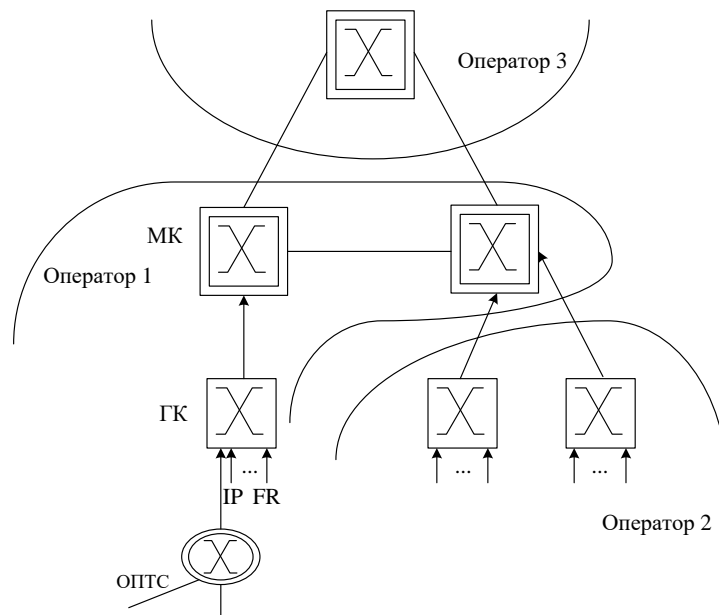 Оператор 3
МК
Оператор 1
ГК
...
...
...
IP FR
Оператор 2
ОПТС